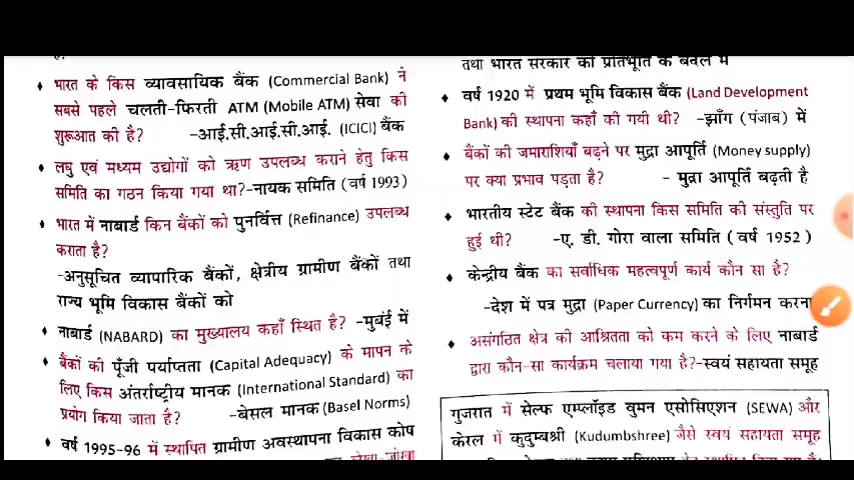 ♦ भारत के किस व्यावसायिक बैंक (Commercial Bank) ने
सबसे पहले चलती-फिरती ATM (Mobile ATM) सेवा की
शुरूआत की है? -आई.सी.आई.सी.आई. (ICICI) बैंक
♦ लघु एवं मध्यम उद्योगों को ऋण उपलब्ध कराने हेतु किस
समिति का गठन किया गया था? -नायक समिति (वर्ष 1993)
♦ भारत में नाबार्ड किन बैंकों को पुनर्वित्त (Refinance) उपलब्ध
कराता है?
-अनुसूचित व्यापारिक बैंकों, क्षेत्रीय ग्रामीण बैंकों तथा
राज्य भूमि विकास बैंकों को
♦ नाबार्ड (NABARD) का मुख्यालय कहाँ स्थित है? -मुंबई में
♦ बैंकों की पूँजी पर्याप्तता (Capital Adequacy) के मापन के
लिए किस अंतर्राष्ट्रीय मानक (International Standard) का
प्रयोग किया जाता है? -बेसल मानक (Basel Norms)
♦ वर्ष 1995-96 में स्थापित ग्रामीण अवस्थापना विकास कोष
लेखा-जोखा
तथा भारत सरकार की प्रतिभूति के बदले में
♦ वर्ष 1920 में प्रथम भूमि विकास बैंक (Land Development
Bank) की स्थापना कहाँ की गयी थी? -झाँग (पंजाब) में
♦ बैंकों की जमाराशियाँ बढ़ने पर मुद्रा आपूर्ति (Money supply)
पर क्या प्रभाव पड़ता है? - मुद्रा आपूर्ति बढ़ती है
♦ भारतीय स्टेट बैंक की स्थापना किस समिति की संस्तुति पर
हुई थी? -ए. डी. गोरा वाला समिति (वर्ष 1952)
♦ केन्द्रीय बैंक का सर्वाधिक महत्वपूर्ण कार्य कौन सा है?
-देश में पत्र मुद्रा (Paper Currency) का निर्गमन करना
♦ असंगठित क्षेत्र की आश्रितता को कम करने के लिए नाबार्ड
द्वारा कौन-सा कार्यक्रम चलाया गया है? -स्वयं सहायता समूह
गुजरात में सेल्फ एम्प्लॉइड वुमन एसोसिएशन (SEWA) और
केरल में कुदुम्बश्री (Kudumbshree) जैसे स्वयं सहायता समूह